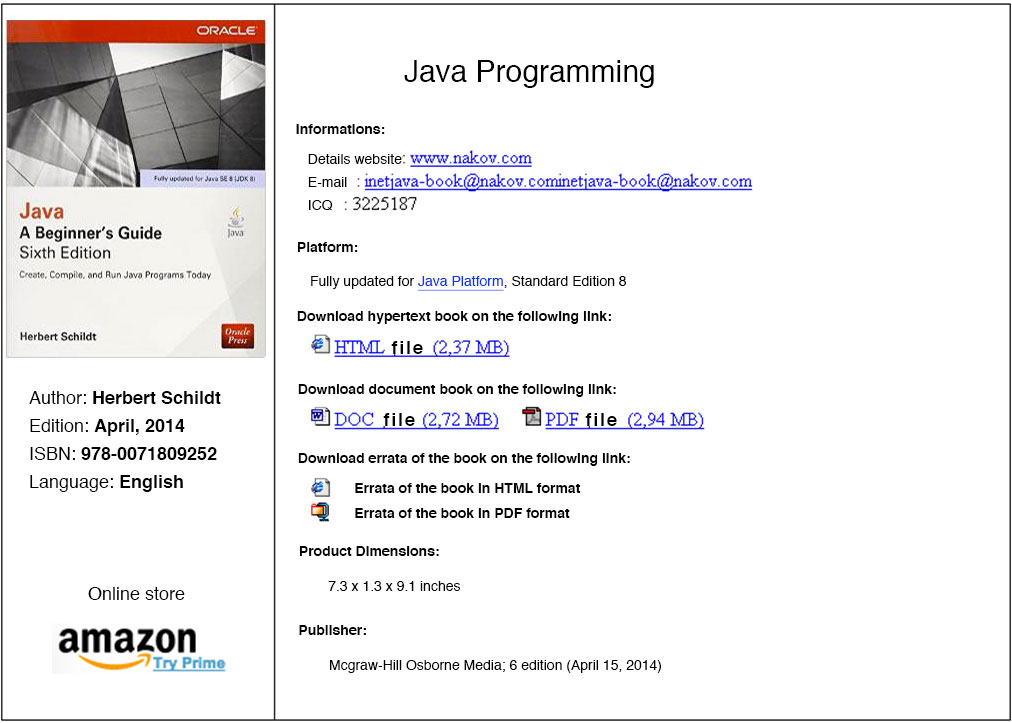 ORACLE
Fully updated for Java SE 8 (JDK 8)
Java
A Beginner's Guide
Sixth Edition
Java
Create, Compile, and Run Java Programs Today
Herbert Schildt
Oracle
Press
Author: Herbert Schildt
Edition: April, 2014
ISBN: 978-0071809252
Language: English
Online store
amazon
Try Prime
Java Programming
Informations:
Details website: www.nakov.com
E-mail : inetjava-book@nakov.cominetjava-book@nakov.com
ICQ : 3225187
Platform:
Fully updated for Java Platform, Standard Edition 8
Download hypertext book on the following link:
HTML file (2,37 MB)
Download document book on the following link:
DOC file (2,72 MB) PDF file (2,94 MB)
Download errata of the book on the following link:
Errata of the book in HTML format
Errata of the book in PDF format
Product Dimensions:
7.3 x 1.3 x 9.1 inches
Publisher:
Mcgraw-Hill Osborne Media; 6 edition (April 15, 2014)